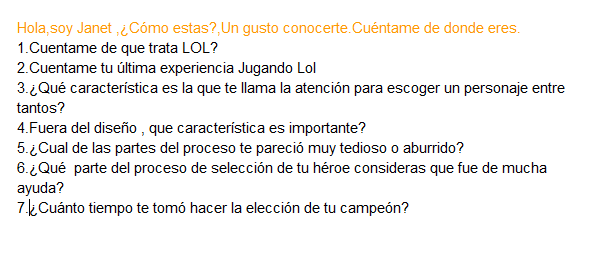 Hola,soy Janet ,¿Cómo estas?,Un gusto conocerte.Cuéntame de donde eres.
1.Cuentame de que trata LOL?
2.Cuentame tu última experiencia Jugando Lol
3.¿Qué característica es la que te llama la atención para escoger un personaje entre
tantos?
4.Fuera del diseño , que característica es importante?
5.¿Cual de las partes del proceso te pareció muy tedioso o aburrido?
6.¿Qué  parte del proceso de selección de tu héroe consideras que fue de mucha
ayuda?
7.¿Cuánto tiempo te tomó hacer la elección de tu campeón?